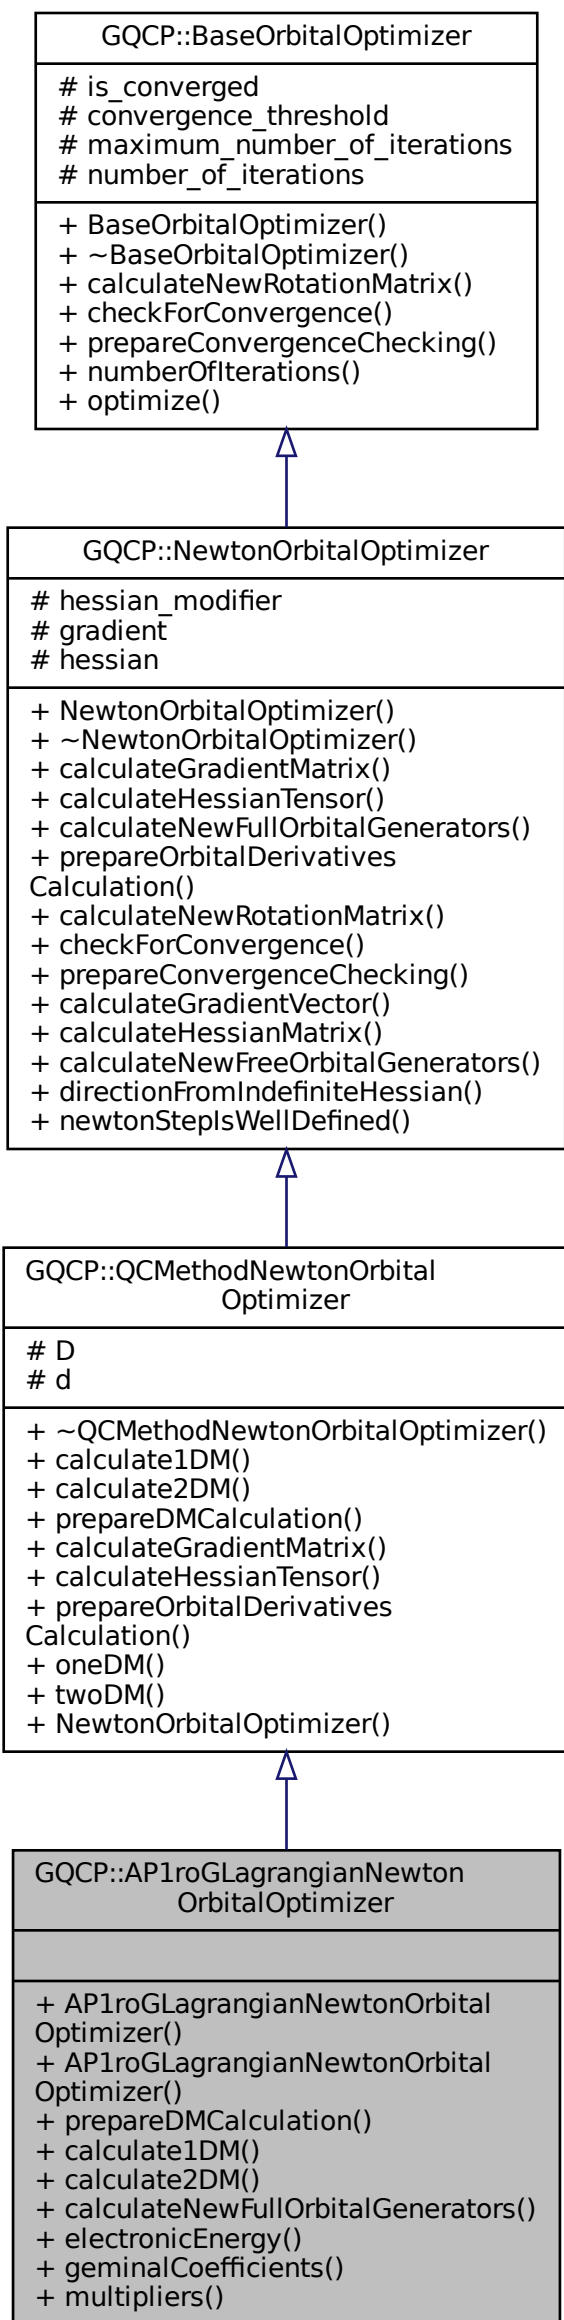 GQCP::BaseOrbitalOptimizer
# is_converged
# convergence_threshold
# maximum_number_of_iterations
# number_of_iterations
+ BaseOrbitalOptimizer()
+ ~BaseOrbitalOptimizer()
+ calculateNewRotationMatrix()
+ checkForConvergence()
+ prepareConvergenceChecking()
+ numberOfIterations()
+ optimize()
GQCP::NewtonOrbitalOptimizer
# hessian_modifier
# gradient
# hessian
+ NewtonOrbitalOptimizer()
+ ~NewtonOrbitalOptimizer()
+ calculateGradientMatrix()
+ calculateHessianTensor()
+ calculateNewFullOrbitalGenerators()
+ prepareOrbitalDerivatives
Calculation()
+ calculateNewRotationMatrix()
+ checkForConvergence()
+ prepareConvergenceChecking()
+ calculateGradientVector()
+ calculateHessianMatrix()
+ calculateNewFreeOrbitalGenerators()
+ directionFromIndefiniteHessian()
+ newtonStepIsWellDefined()
GQCP::QCMethodNewtonOrbital
Optimizer
# D
# d
+ ~QCMethodNewtonOrbitalOptimizer()
+ calculate1DM()
+ calculate2DM()
+ prepareDMCalculation()
+ calculateGradientMatrix()
+ calculateHessianTensor()
+ prepareOrbitalDerivatives
Calculation()
+ oneDM()
+ twoDM()
+ NewtonOrbitalOptimizer()
GQCP::AP1roGLagrangianNewton
OrbitalOptimizer
+ AP1roGLagrangianNewtonOrbital
Optimizer()
+ AP1roGLagrangianNewtonOrbital
Optimizer()
+ prepareDMCalculation()
+ calculate1DM()
+ calculate2DM()
+ calculateNewFullOrbitalGenerators()
+ electronicEnergy()
+ geminalCoefficients()
+ multipliers()